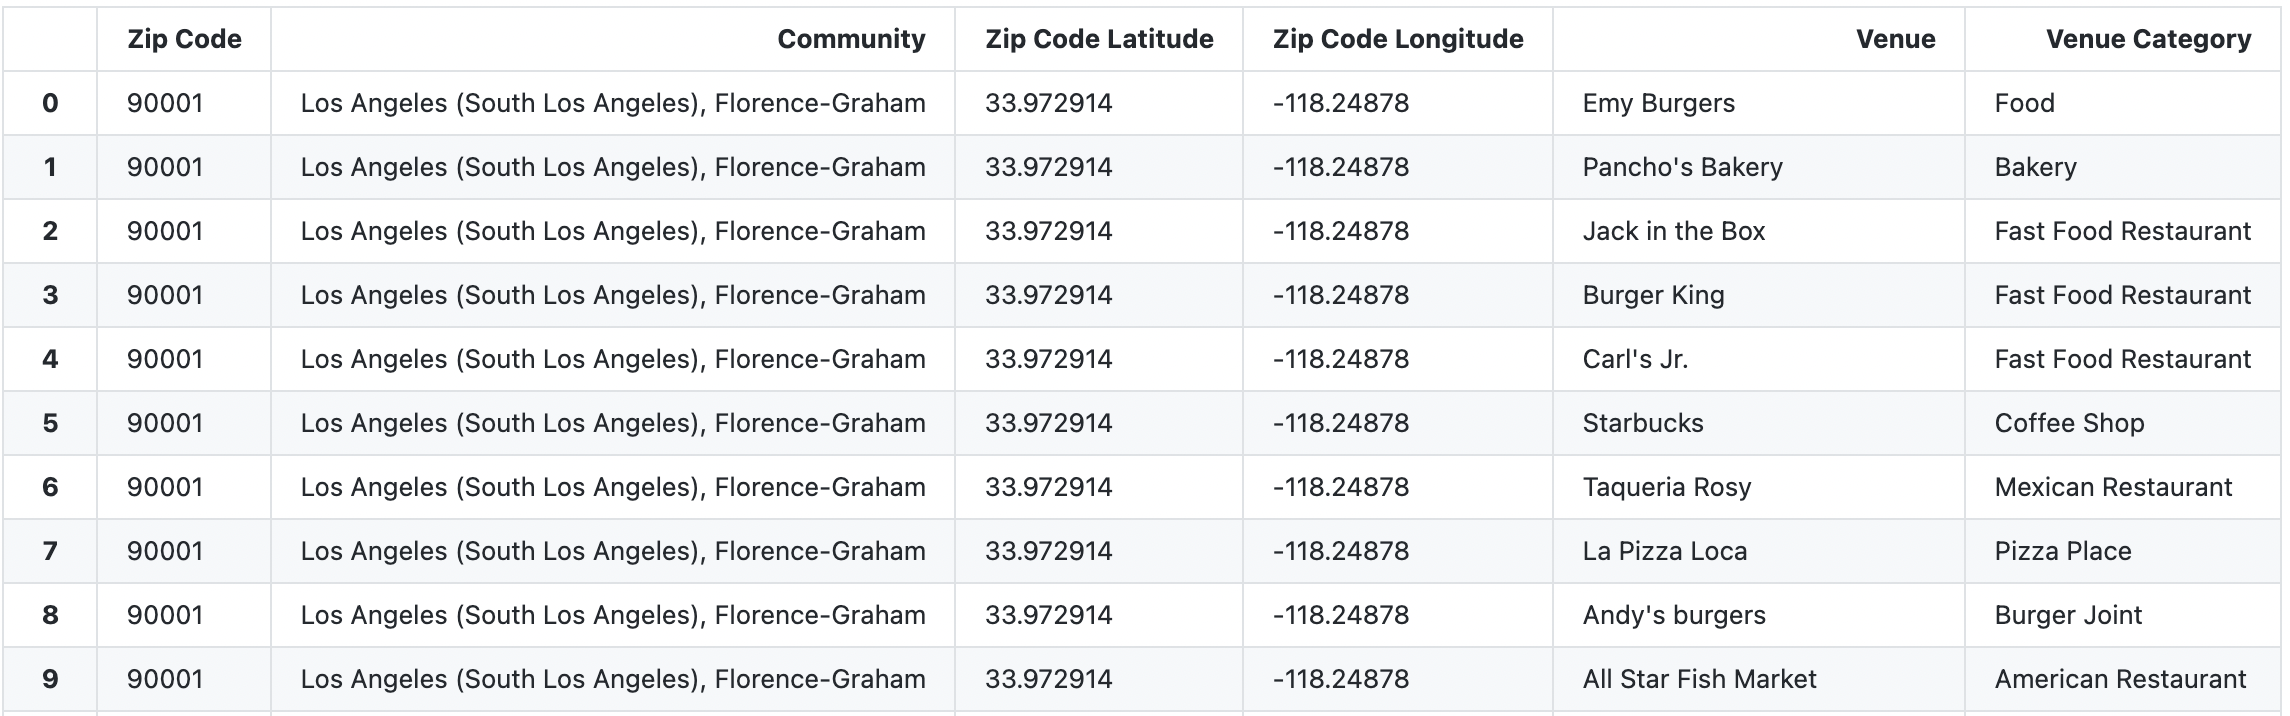 Zip Code Community Zip Code Latitude Zip Code Longitude Venue Venue Category
0 90001 Los Angeles (South Los Angeles), Florence-Graham 33.972914 -118.24878 Emy Burgers Food
1 90001 Los Angeles (South Los Angeles), Florence-Graham 33.972914 -118.24878 Pancho's Bakery Bakery
2 90001 Los Angeles (South Los Angeles), Florence-Graham 33.972914 -118.24878 Jack in the Box Fast Food Restaurant
3 90001 Los Angeles (South Los Angeles), Florence-Graham 33.972914 -118.24878 Burger King Fast Food Restaurant
4 90001 Los Angeles (South Los Angeles), Florence-Graham 33.972914 -118.24878 Carl's Jr. Fast Food Restaurant
5 90001 Los Angeles (South Los Angeles), Florence-Graham 33.972914 -118.24878 Starbucks Coffee Shop
6 90001 Los Angeles (South Los Angeles), Florence-Graham 33.972914 -118.24878 Taqueria Rosy Mexican Restaurant
7 90001 Los Angeles (South Los Angeles), Florence-Graham 33.972914 -118.24878 La Pizza Loca Pizza Place
8 90001 Los Angeles (South Los Angeles), Florence-Graham 33.972914 -118.24878 Andy's burgers Burger Joint
9 90001 Los Angeles (South Los Angeles), Florence-Graham 33.972914 -118.24878 All Star Fish Market American Restaurant